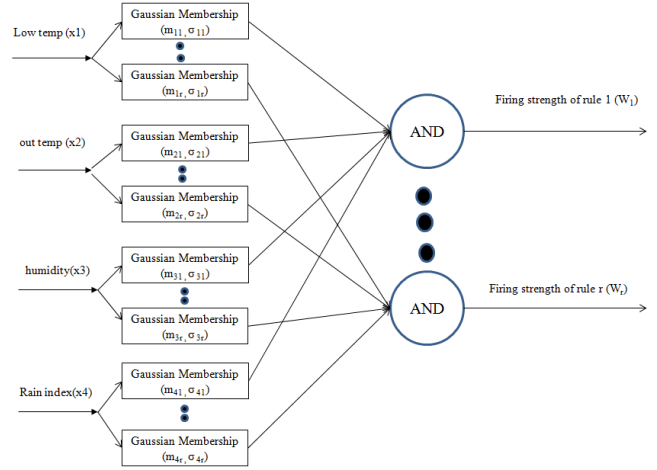 Low temp (x1)
Gaussian Membership
(m₁₁, σ₁₁)
Gaussian Membership
(m₁ᵣ, σ₁ᵣ)
out temp (x2)
Gaussian Membership
(m₂₁, σ₂₁)
Gaussian Membership
(m₂ᵣ, σ₂ᵣ)
humidity(x3)
Gaussian Membership
(m₃₁, σ₃₁)
Gaussian Membership
(m₃ᵣ, σ₃ᵣ)
Rain index(x4)
Gaussian Membership
(m₄₁, σ₄₁)
Gaussian Membership
(m₄ᵣ, σ₄ᵣ)
AND
Firing strength of rule 1 (W₁)
AND
Firing strength of rule r (Wᵣ)